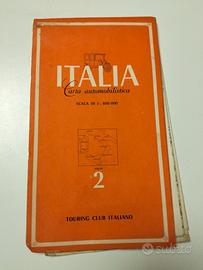 ITALIA
Carta automobilistica
SCALA DI 1 : 800 000
2
TOURING CLUB ITALIANO
subito